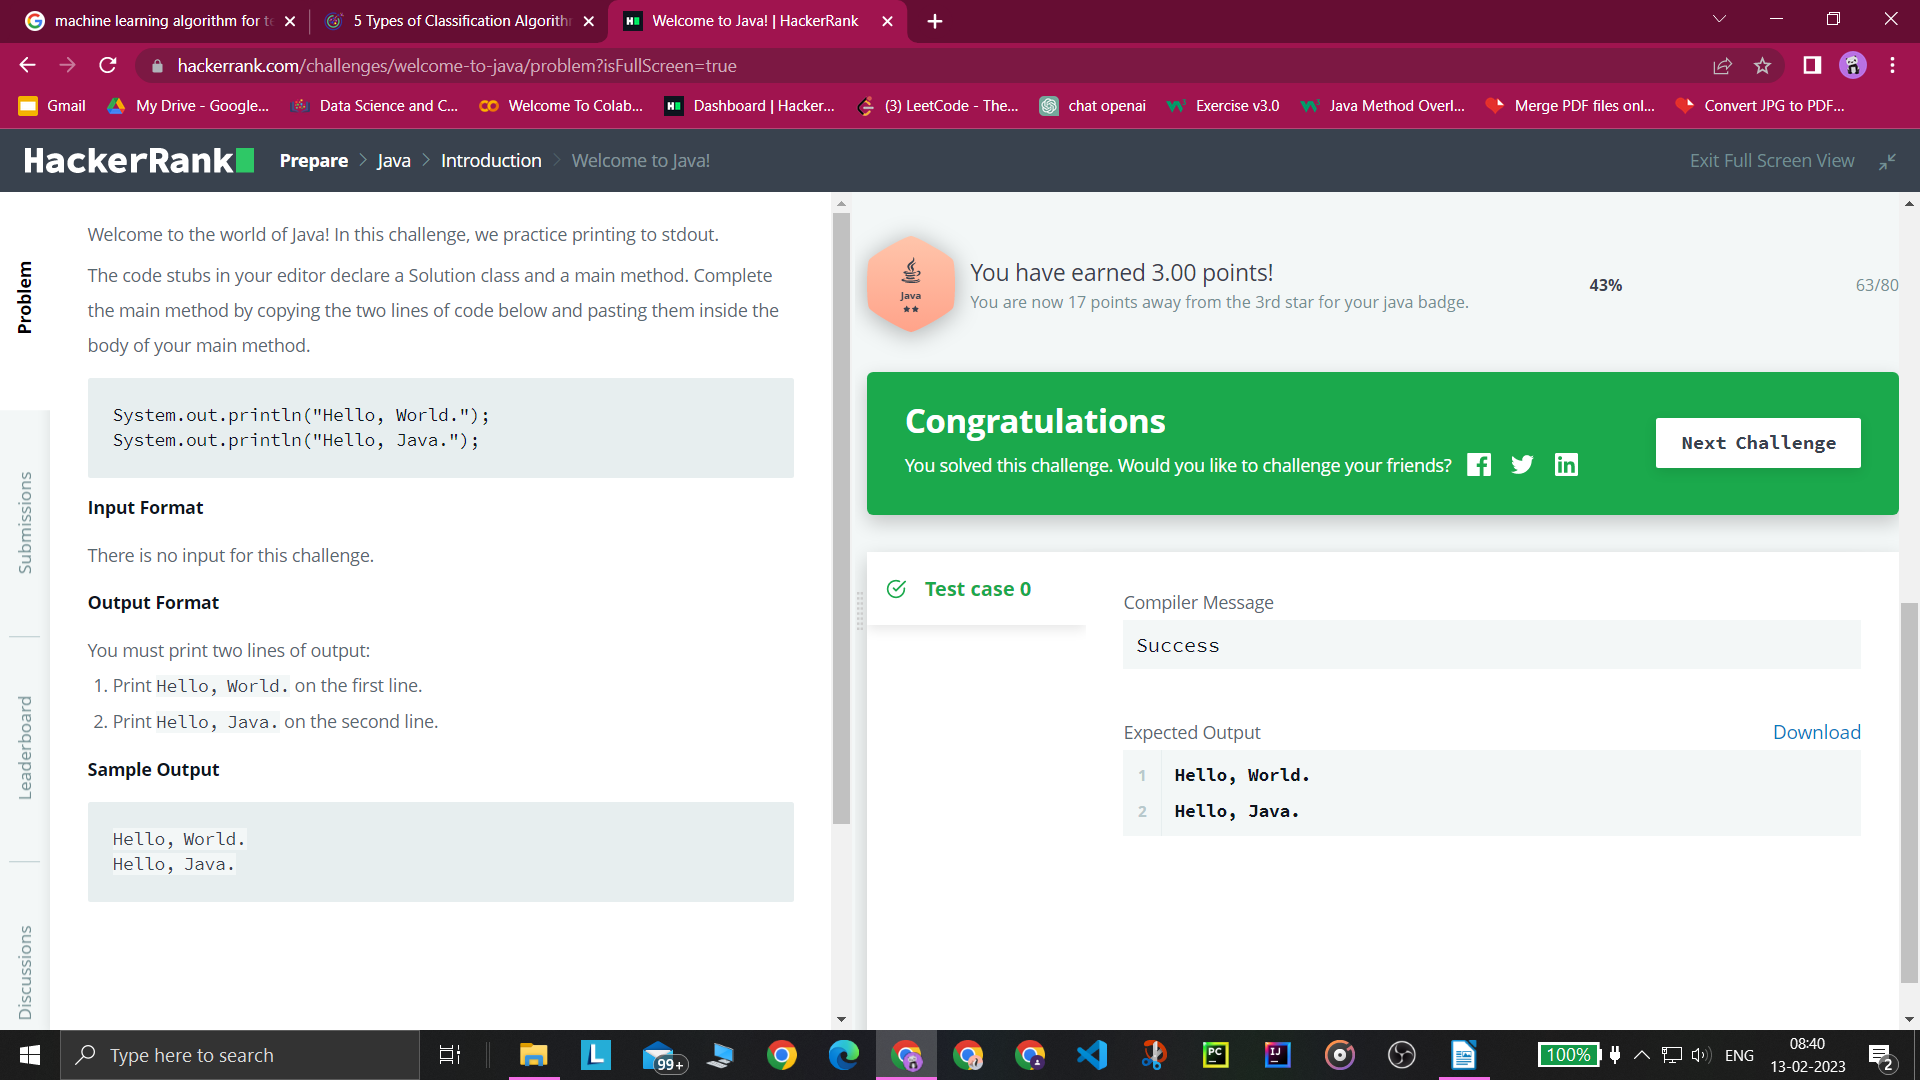 machine learning algorithm for te
5 Types of Classification Algorith
Welcome to Java! | HackerRank
hackerrank.com/challenges/welcome-to-java/problem?isFullScreen=true
Gmail
My Drive - Google...
Data Science and C...
Welcome To Colab...
Dashboard | Hacker...
(3) LeetCode - The...
chat openai
Exercise v3.0
Java Method Overl...
Merge PDF files onl...
Convert JPG to PDF...
HackerRank
Prepare > Java > Introduction > Welcome to Java!
Exit Full Screen View
Problem
Submissions
Leaderboard
Discussions
Welcome to the world of Java! In this challenge, we practice printing to stdout.
The code stubs in your editor declare a Solution class and a main method. Complete
the main method by copying the two lines of code below and pasting them inside the
body of your main method.
System.out.println("Hello, World.");
System.out.println("Hello, Java.");
Input Format
There is no input for this challenge.
Output Format
You must print two lines of output:
1. Print Hello, World. on the first line.
2. Print Hello, Java. on the second line.
Sample Output
Hello, World.
Hello, Java.
Java
You have earned 3.00 points!
You are now 17 points away from the 3rd star for your java badge.
43%
63/80
Congratulations
You solved this challenge. Would you like to challenge your friends?
Next Challenge
Test case 0
Compiler Message
Success
Expected Output
Download
1 Hello, World.
2 Hello, Java.
Type here to search
L
99+
PC
IJ
100%
ENG
08:40
13-02-2023
2